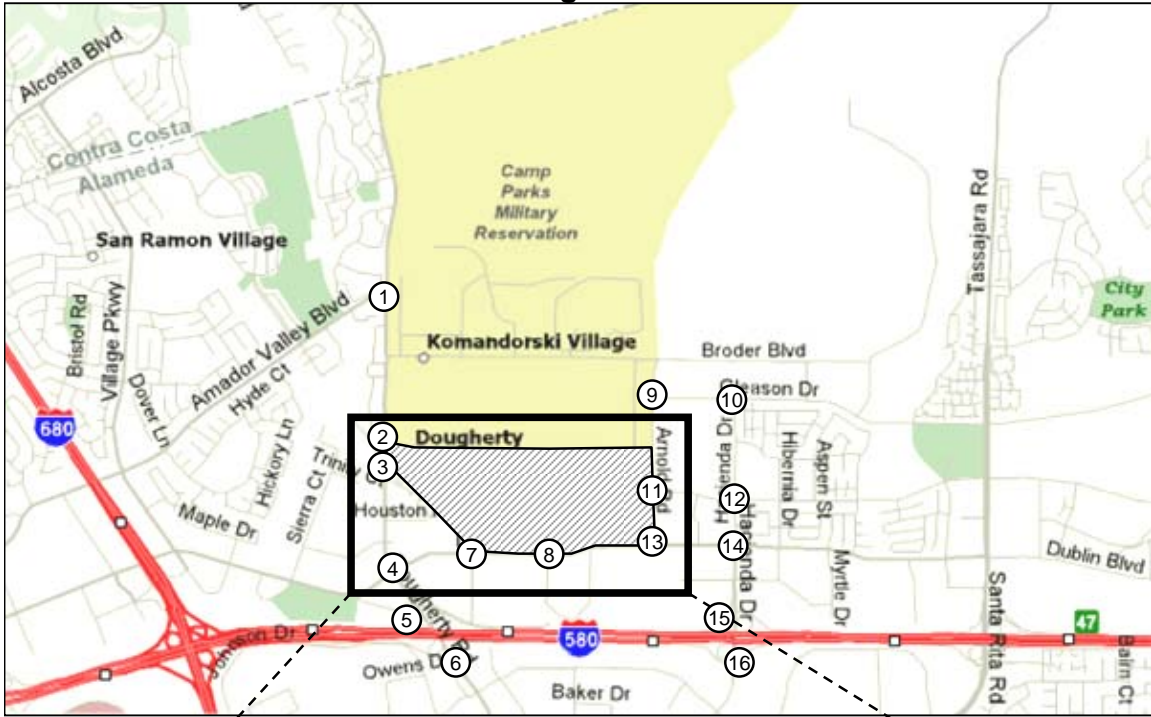 Alcosta Blvd
Contra Costa
Alameda
Camp
Parks
Military
Reservation
San Ramon Village
Tassajara Rd
City
Park
1
Bristol Rd
Village Pkwy
Amador Valley Blvd
Komandorski Village
Broder Blvd
Dover Ln
Hyde Ct
9
Gleason Dr
10
680
2
Dougherty
Hickory Ln
Sierra Ct
3
Arnold Rd
Hacienda Dr
Hibernia Dr
Aspen St
11
12
Maple Dr
Houston
7
8
13
14
Dublin Blvd
4
Dougherty Rd
Hacienda Dr
Myrtle Dr
5
15
Santa Rita Rd
47
580
Johnson Dr
Owens D
6
16
Baker Dr
Bairn Ct